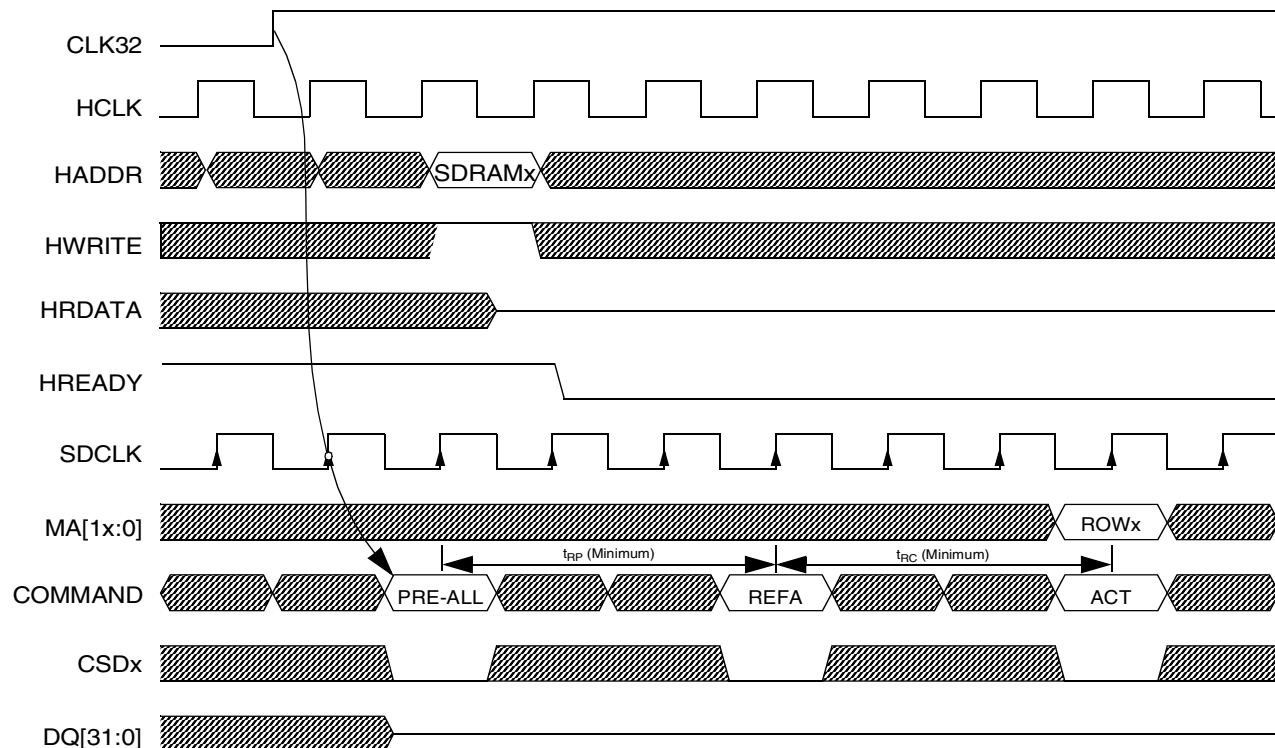 CLK32
HCLK
HADDR SDRAMx
HWRITE
HRDATA
HREADY
SDCLK
MA[1x:0] ROWx
tRP (Minimum) tRC (Minimum)
COMMAND PRE-ALL REFA ACT
CSDx
DQ[31:0]